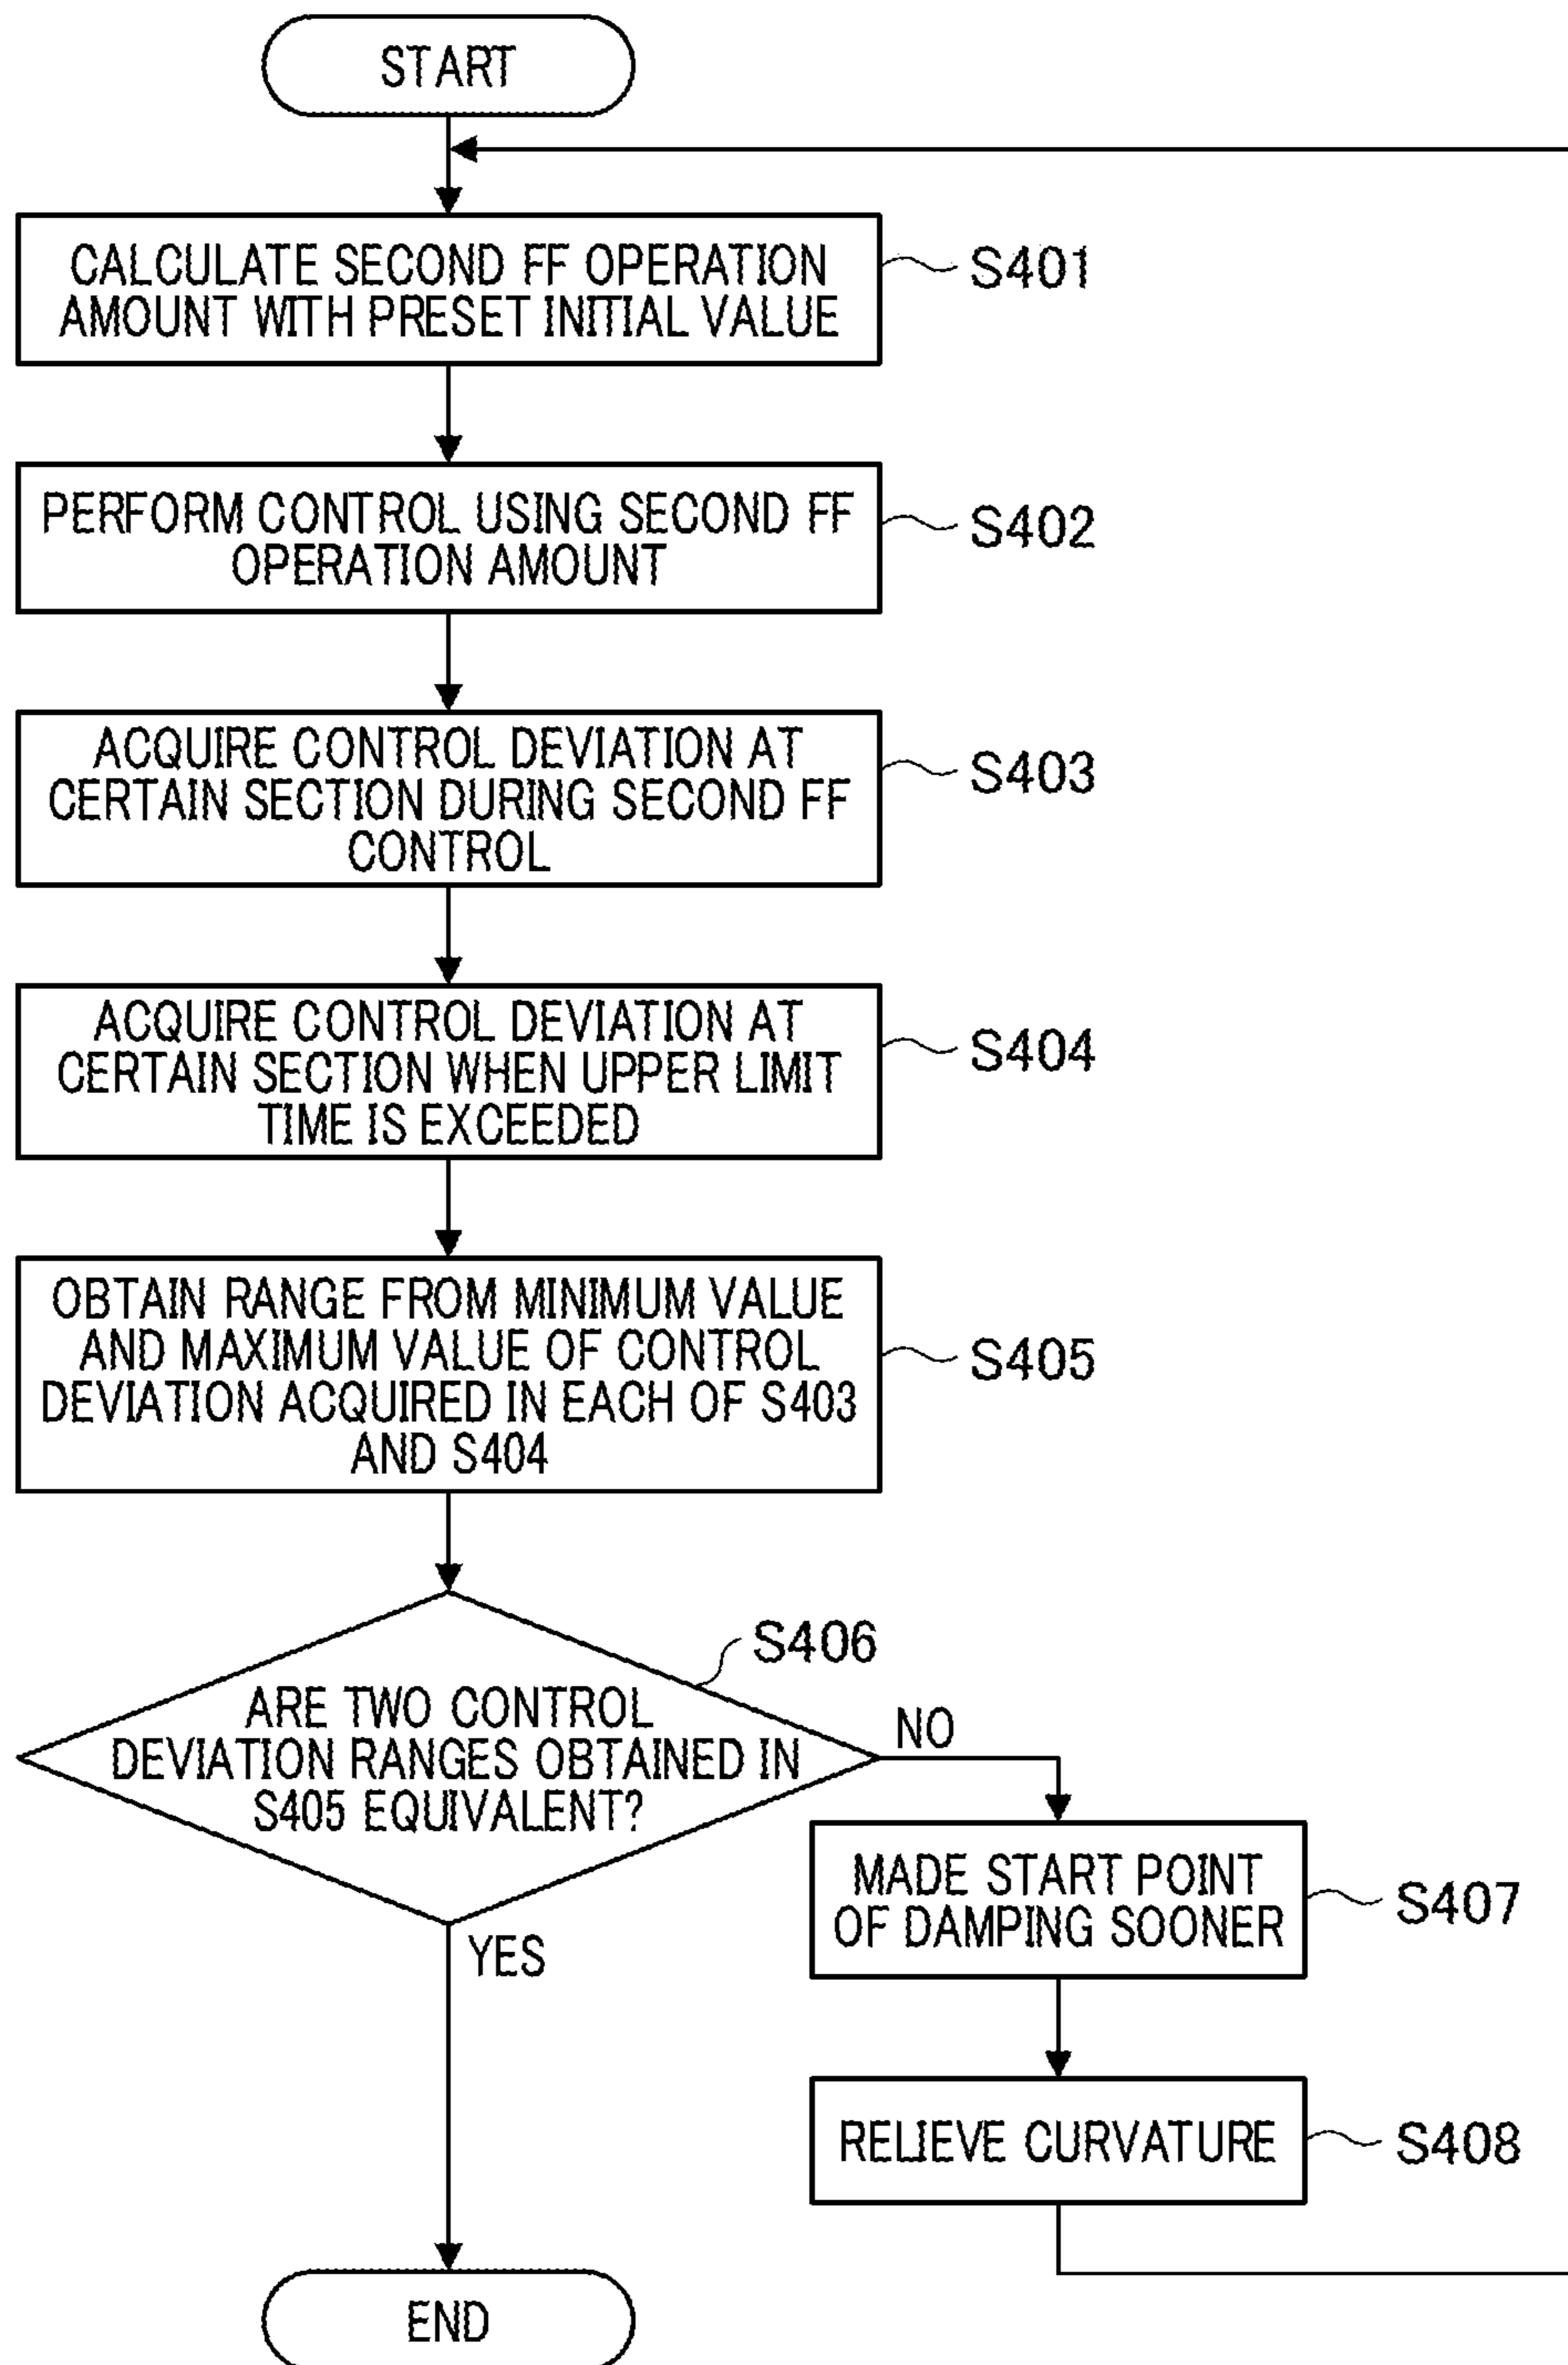 START
CALCULATE SECOND FF OPERATION
AMOUNT WITH PRESET INITIAL VALUE
S401
PERFORM CONTROL USING SECOND FF
OPERATION AMOUNT
S402
ACQUIRE CONTROL DEVIATION AT
CERTAIN SECTION DURING SECOND FF
CONTROL
S403
ACQUIRE CONTROL DEVIATION AT
CERTAIN SECTION WHEN UPPER LIMIT
TIME IS EXCEEDED
S404
OBTAIN RANGE FROM MINIMUM VALUE
AND MAXIMUM VALUE OF CONTROL
DEVIATION ACQUIRED IN EACH OF S403
AND S404
S405
S406
ARE TWO CONTROL
DEVIATION RANGES OBTAINED IN
S405 EQUIVALENT?
NO
YES
MADE START POINT
OF DAMPING SOONER
S407
RELIEVE CURVATURE
S408
END